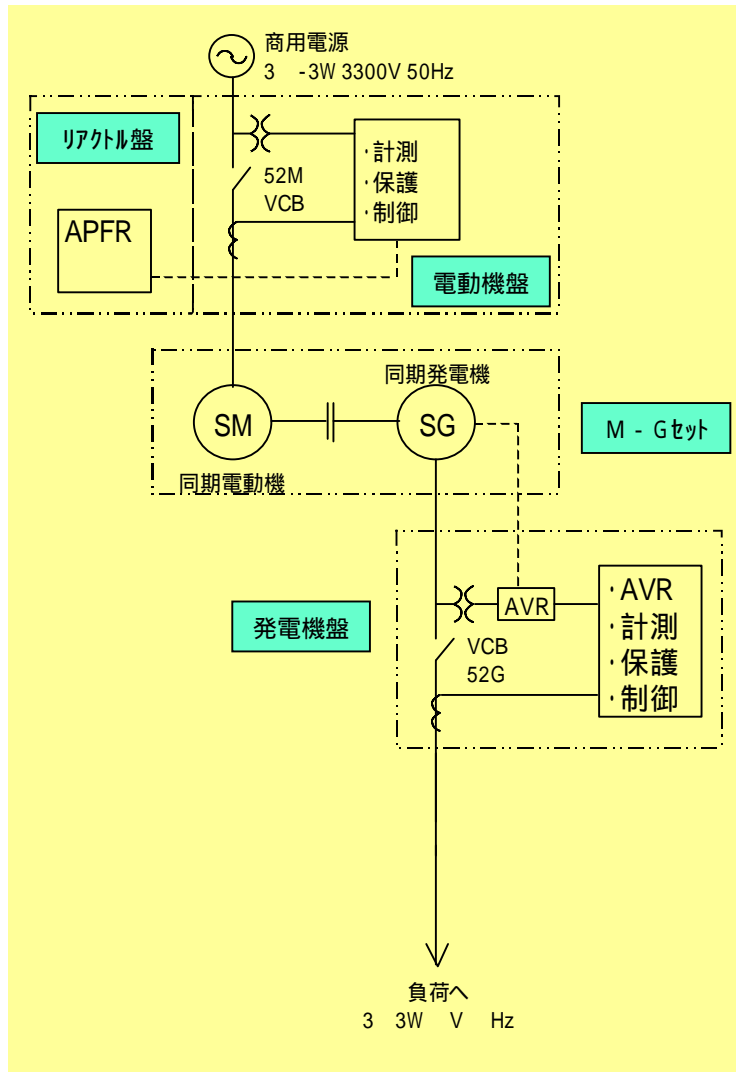 商用電源
3 -3W 3300V 50Hz
ﾘｱｸﾄﾙ盤
・計測
・保護
・制御
52M
VCB
APFR
電動機盤
同期発電機
SM
SG
M - Gｾｯﾄ
同期電動機
AVR
・AVR
・計測
・保護
・制御
発電機盤
VCB
52G
負荷へ
3 3W V Hz